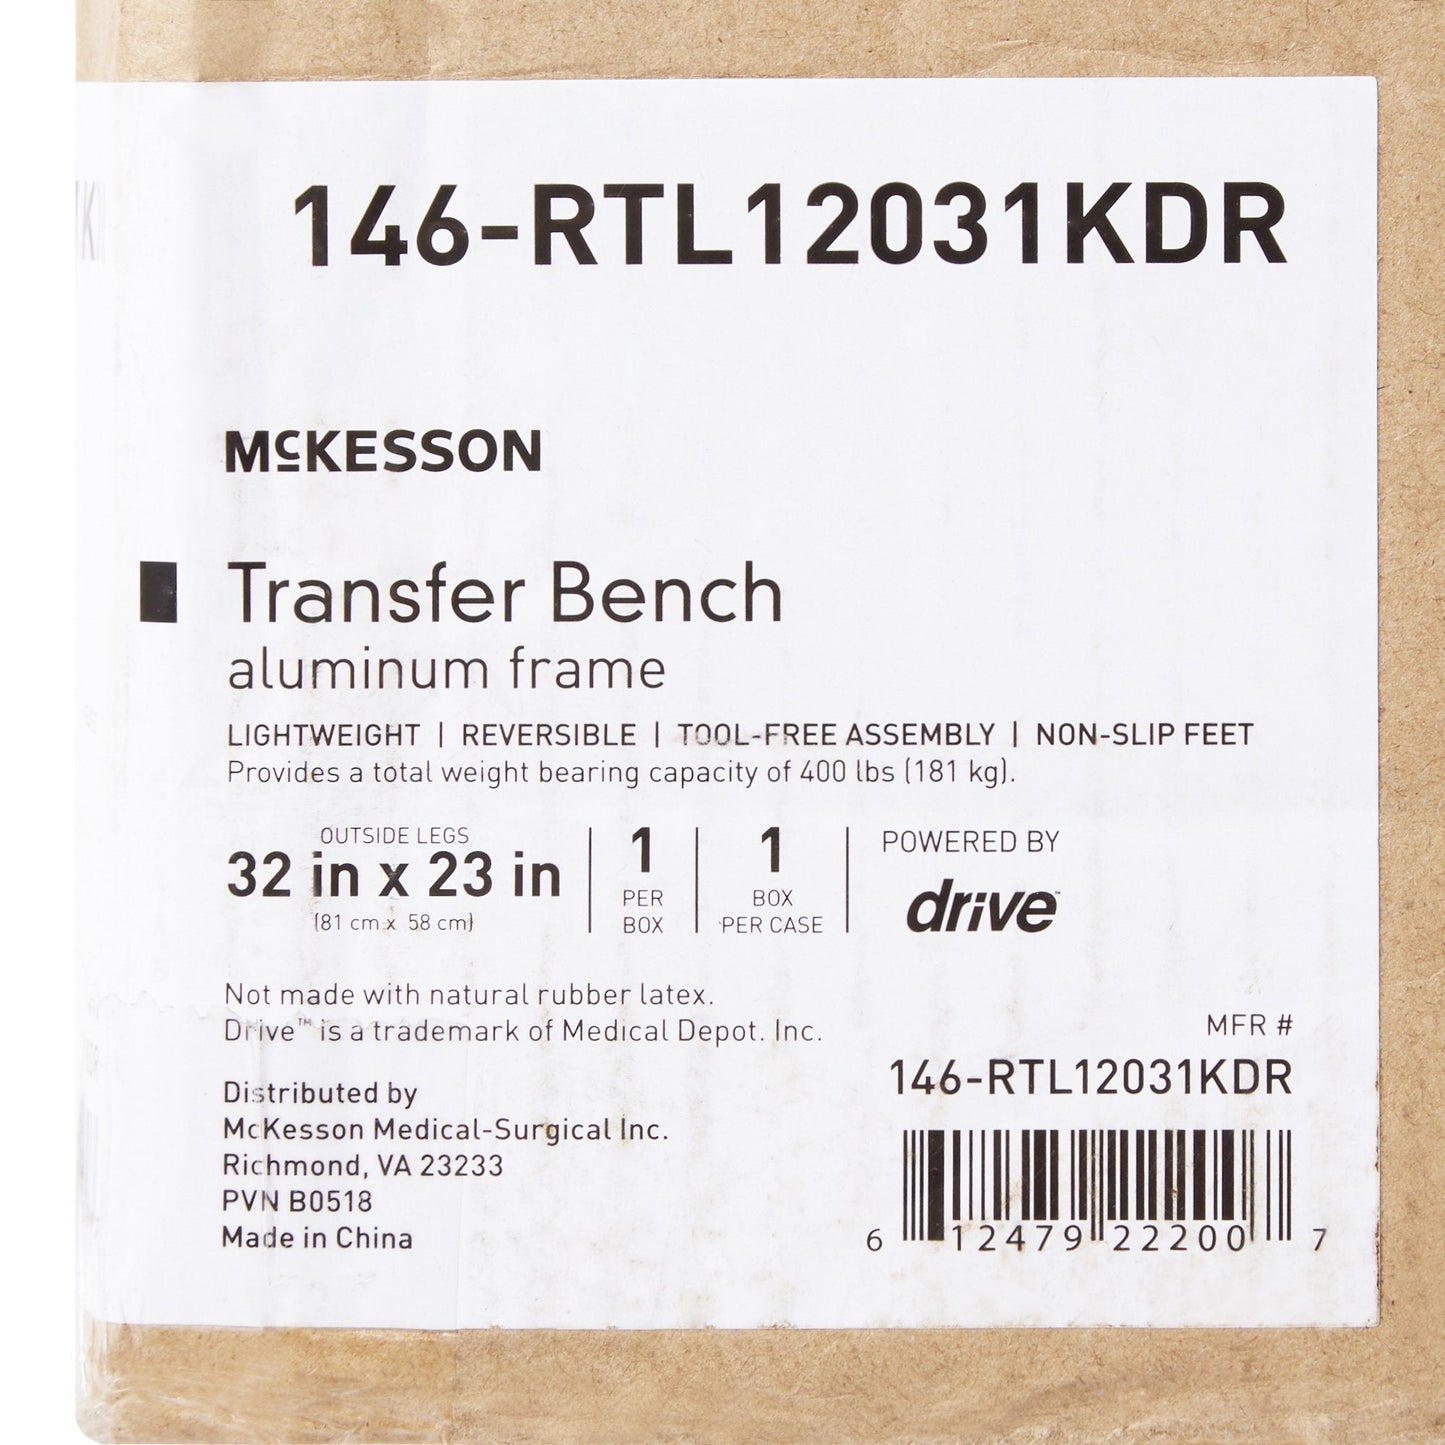 146-RTL12031KDR
McKESSON
Transfer Bench
aluminum frame
LIGHTWEIGHT | REVERSIBLE | TOOL-FREE ASSEMBLY | NON-SLIP FEET
Provides a total weight bearing capacity of 400 lbs (181 kg).
OUTSIDE LEGS
32 in x 23 in
(81 cm x 58 cm)
1
PER
BOX
1
BOX
PER CASE
POWERED BY
drive™
Not made with natural rubber latex.
Drive™ is a trademark of Medical Depot. Inc.
Distributed by
McKesson Medical-Surgical Inc.
Richmond, VA 23233
PVN B0518
Made in China
MFR #
146-RTL12031KDR
6 12479 22200 7